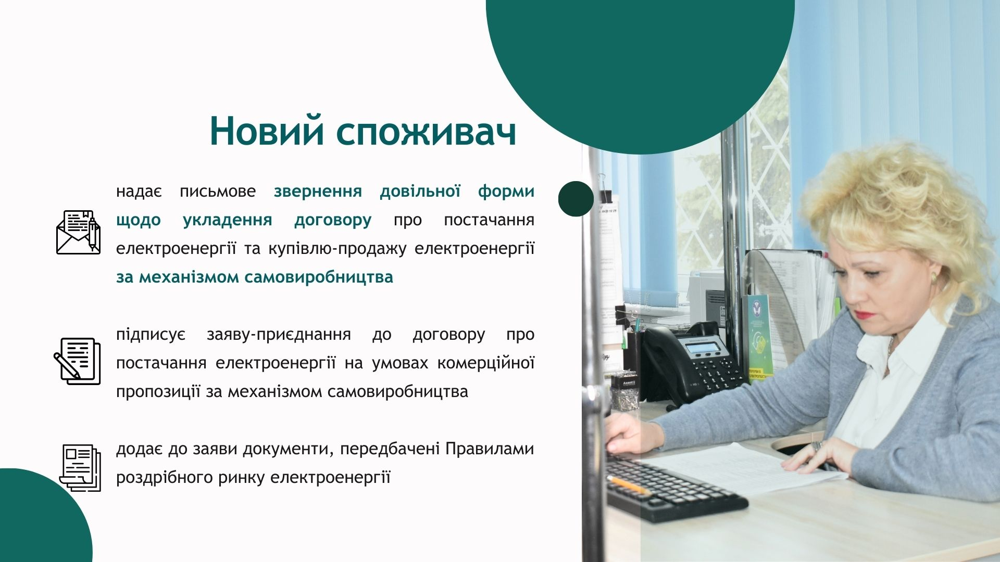 Новий споживач
надає письмове звернення довільної форми
щодо укладення договору про постачання
електроенергії та купівлю-продажу електроенергії
за механізмом самовиробництва
підписує заяву-приєднання до договору про
постачання електроенергії на умовах комерційної
пропозиції за механізмом самовиробництва
додає до заяви документи, передбачені Правилами
роздрібного ринку електроенергії
Axent